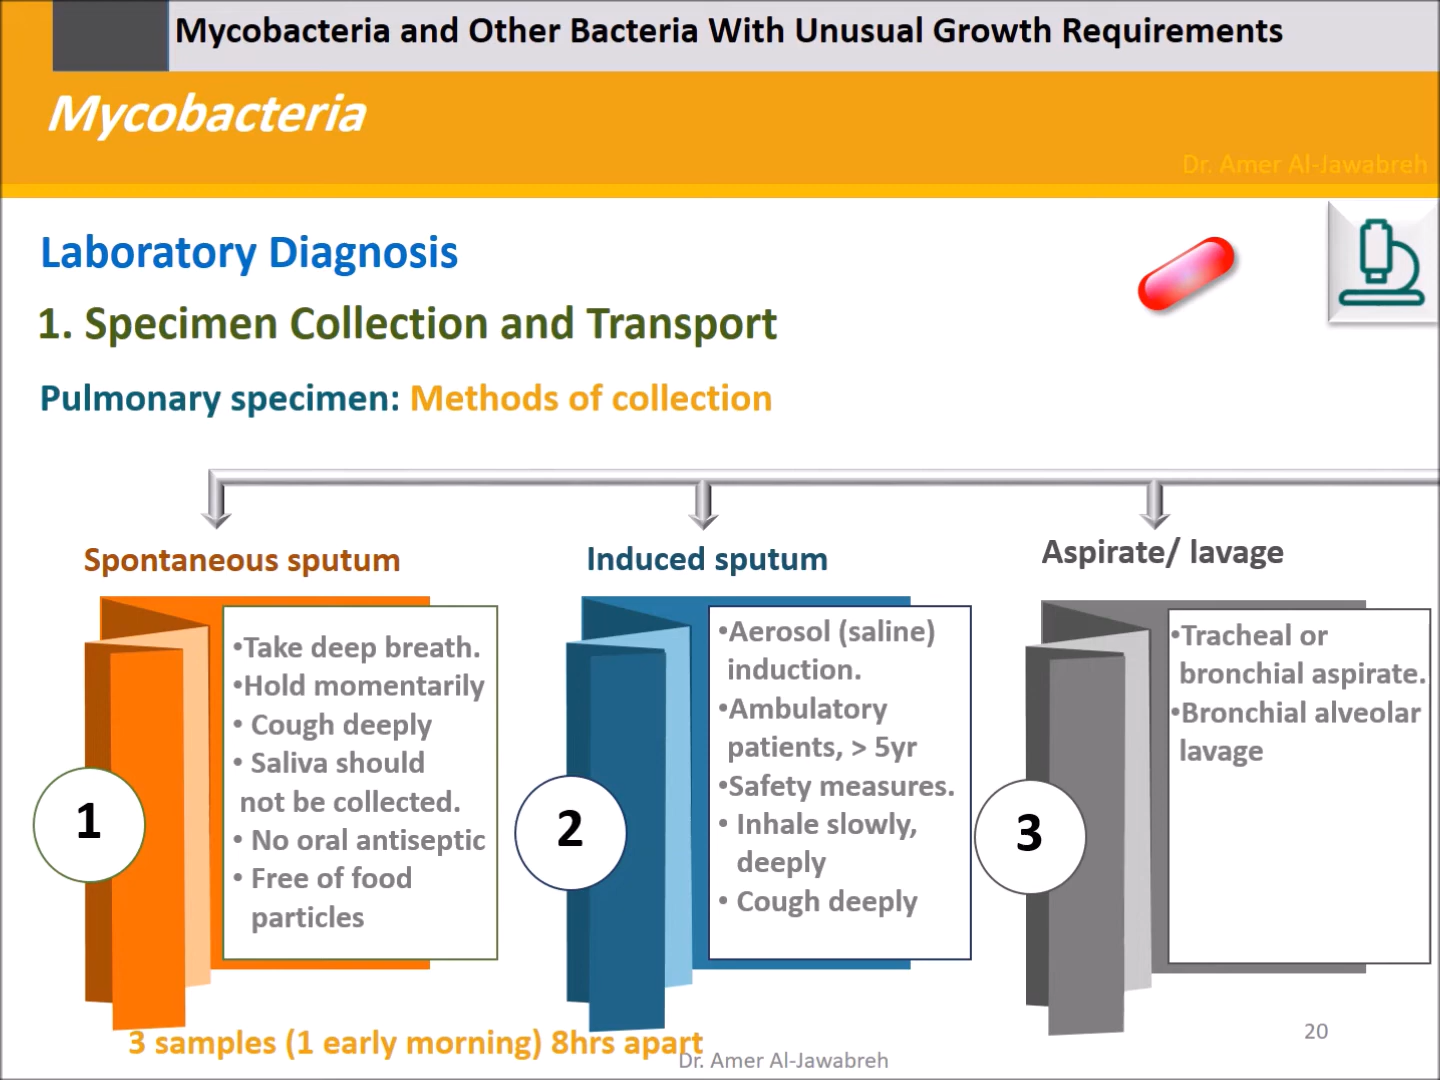 Mycobacteria and Other Bacteria With Unusual Growth Requirements
Mycobacteria
Dr. Amer Al-Jawabreh
Laboratory Diagnosis
1. Specimen Collection and Transport
Pulmonary specimen: Methods of collection
Spontaneous sputum
•Take deep breath.
•Hold momentarily
• Cough deeply
• Saliva should
not be collected.
• No oral antiseptic
• Free of food
particles
1
Induced sputum
•Aerosol (saline)
induction.
•Ambulatory
patients, > 5yr
•Safety measures.
• Inhale slowly,
deeply
• Cough deeply
2
Aspirate/ lavage
•Tracheal or
bronchial aspirate.
•Bronchial alveolar
lavage
3
3 samples (1 early morning) 8hrs apart
Dr. Amer Al-Jawabreh
20